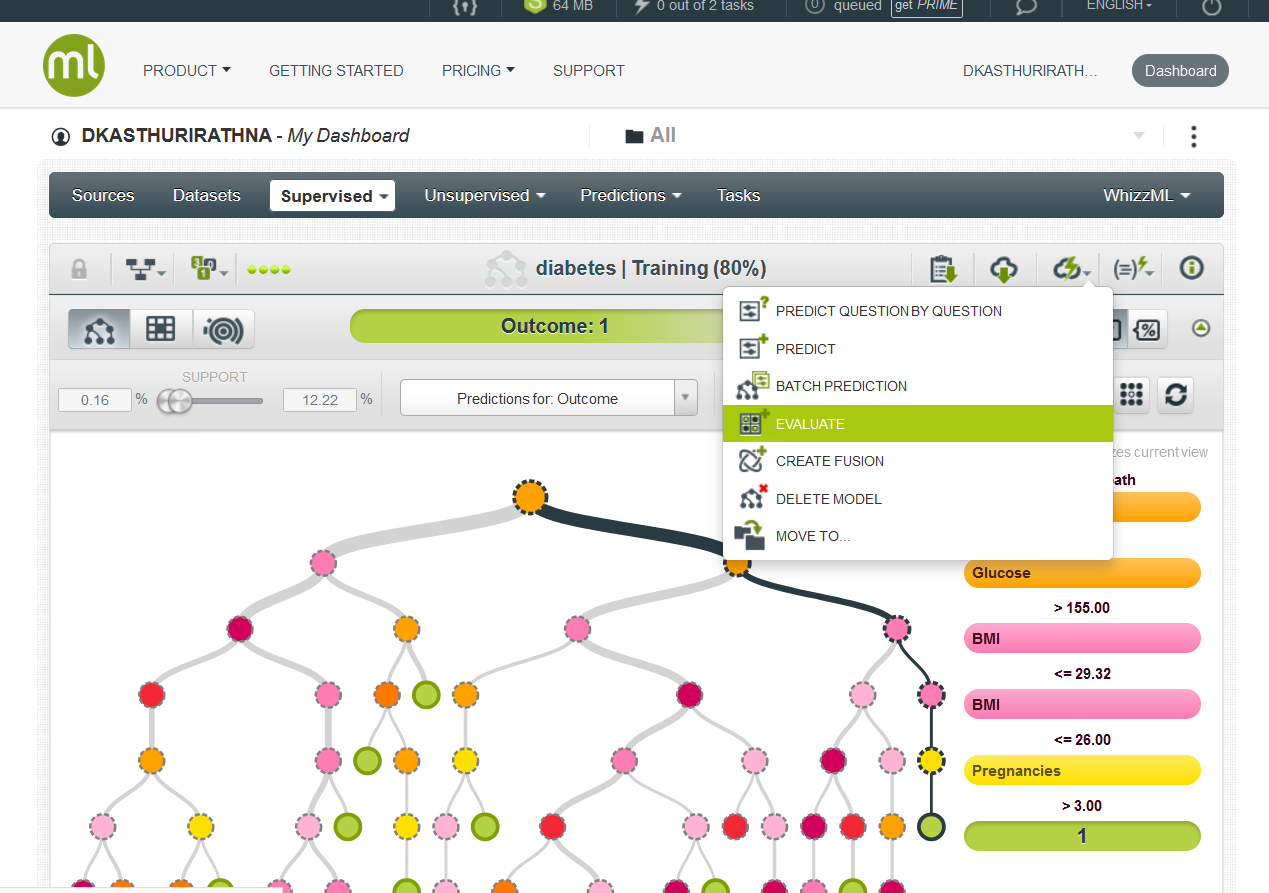 64 MB
0 out of 2 tasks
0 queued
get PRIME
ENGLISH
ml
PRODUCT
GETTING STARTED
PRICING
SUPPORT
DKASTHURIRATH...
Dashboard
DKASTHURIRATHNA - My Dashboard
All
Sources
Datasets
Supervised
Unsupervised
Predictions
Tasks
WhizzML
diabetes | Training (80%)
Outcome: 1
SUPPORT
0.16 %
12.22 %
Predictions for: Outcome
PREDICT QUESTION BY QUESTION
PREDICT
BATCH PREDICTION
EVALUATE
CREATE FUSION
DELETE MODEL
MOVE TO...
current view
Glucose
> 155.00
BMI
<= 29.32
BMI
<= 26.00
Pregnancies
> 3.00
1